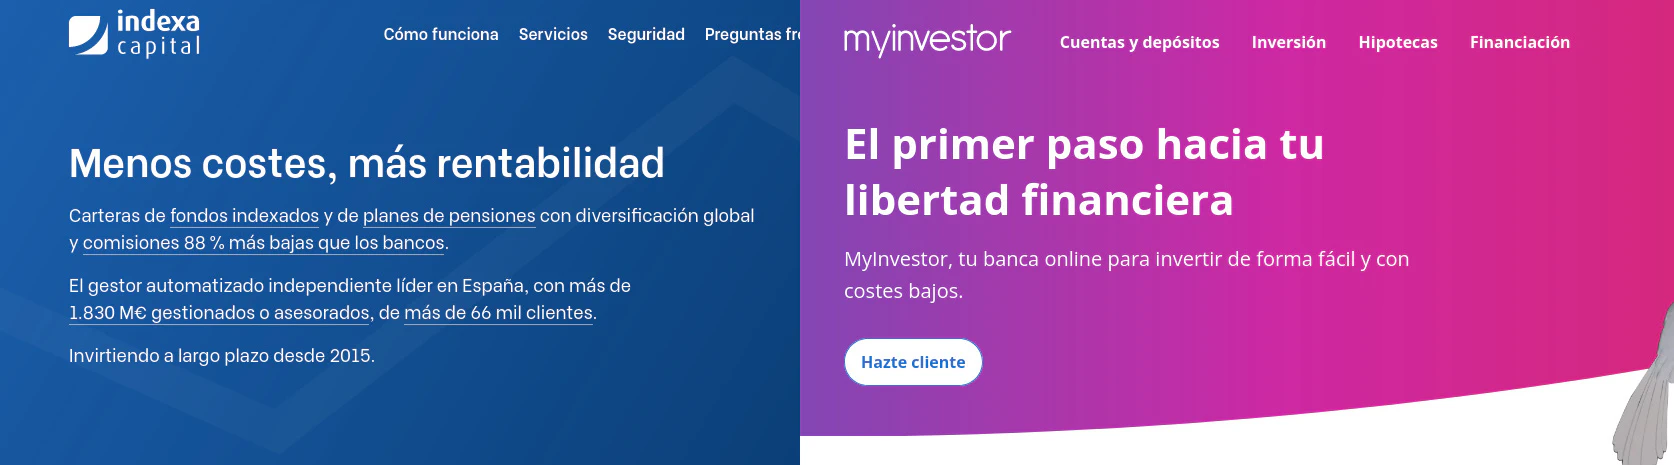 indexa
capital
Cómo funciona Servicios Seguridad Preguntas fre
Menos costes, más rentabilidad
Carteras de fondos indexados y de planes de pensiones con diversificación global
y comisiones 88 % más bajas que los bancos.
El gestor automatizado independiente líder en España, con más de
1.830 M€ gestionados o asesorados, de más de 66 mil clientes.
Invirtiendo a largo plazo desde 2015.
myinvestor
Cuentas y depósitos Inversión Hipotecas Financiación
El primer paso hacia tu
libertad financiera
MyInvestor, tu banca online para invertir de forma fácil y con
costes bajos.
Hazte cliente